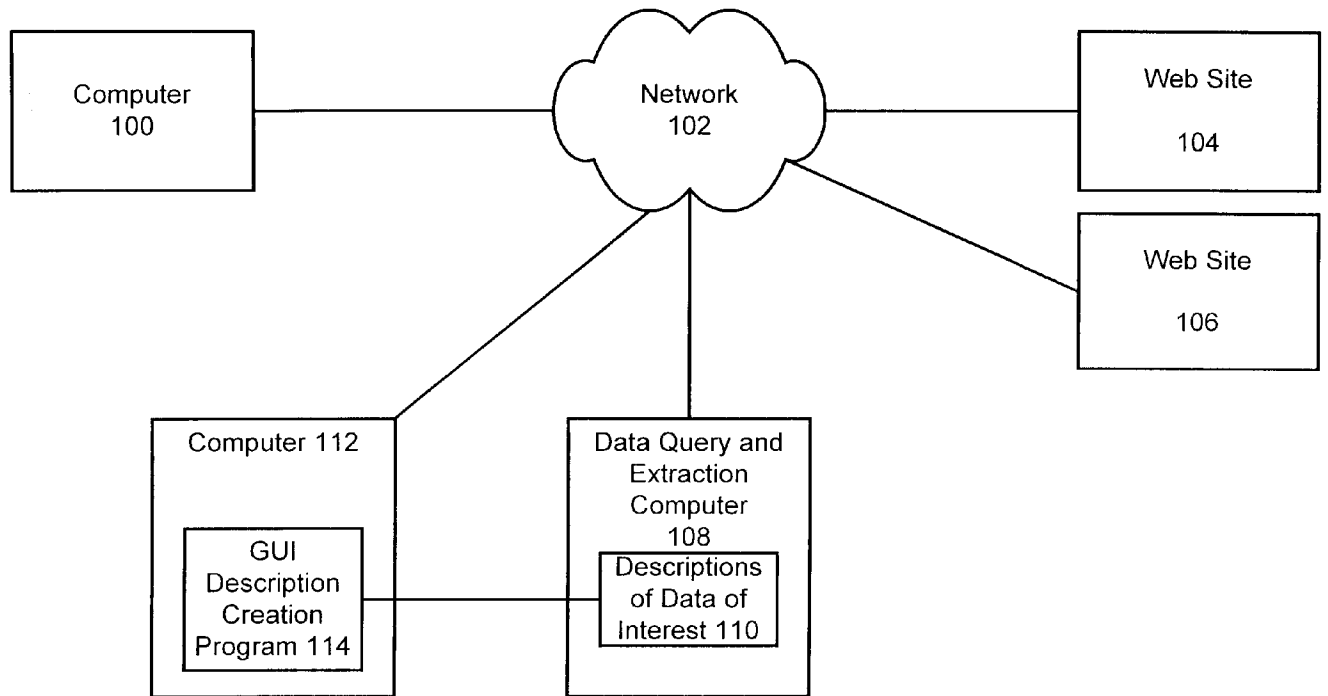 Computer
100
Network
102
Web Site
104
Web Site
106
Computer 112
GUI
Description
Creation
Program 114
Data Query and
Extraction
Computer
108
Descriptions
of Data of
Interest 110